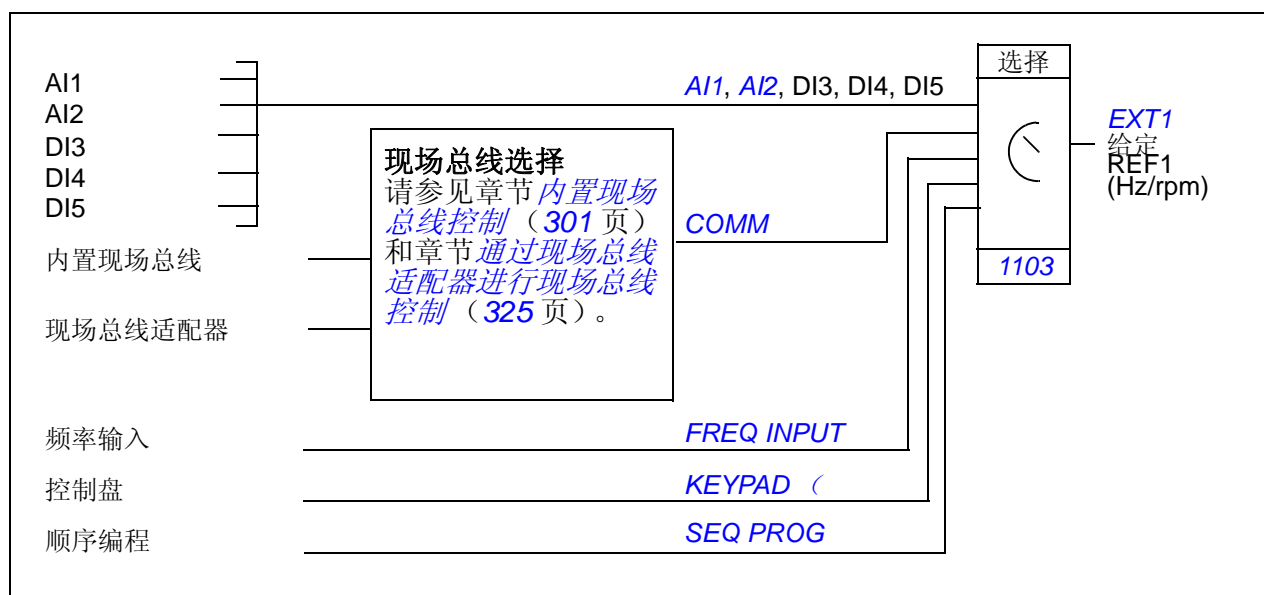 AI1
AI2
DI3
DI4
DI5
内置现场总线
现场总线适配器
频率输入
控制盘
顺序编程
现场总线选择
请参见章节内置现场
总线控制（301 页）
和章节通过现场总线
适配器进行现场总线
控制（325 页）。
AI1, AI2, DI3, DI4, DI5
COMM
FREQ INPUT
KEYPAD （
SEQ PROG
选择
1103
EXT1
给定
REF1
(Hz/rpm)